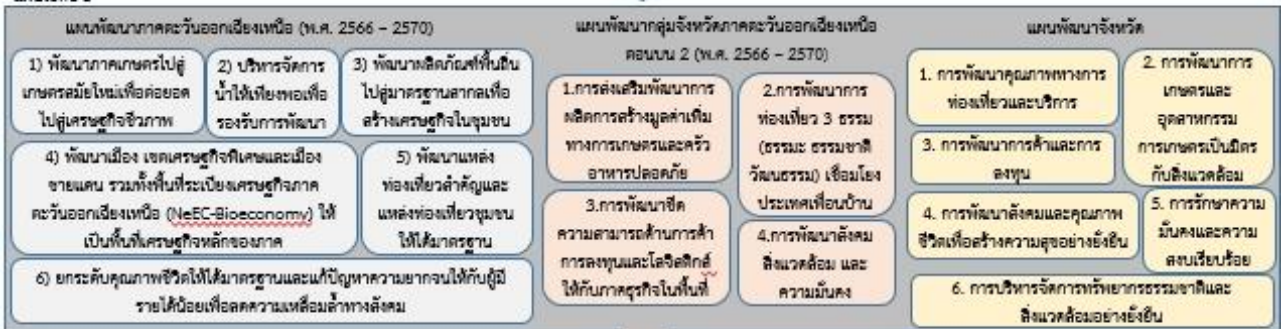 แผนพัฒนาภาคตะวันออกเฉียงเหนือ (พ.ศ. 2566 – 2570)
1) พัฒนาภาคเกษตรไปสู่
เกษตรสมัยใหม่เพื่อต่อยอด
ไปสู่เศรษฐกิจชีวภาพ
2) บริหารจัดการ
น้ำให้เพียงพอเพื่อ
รองรับการพัฒนา
3) พัฒนาผลิตภัณฑ์พื้นถิ่น
ไปสู่มาตรฐานสากลเพื่อ
สร้างเศรษฐกิจในชุมชน
4) พัฒนาเมือง เขตเศรษฐกิจพิเศษและเมือง
ชายแดน รวมทั้งพื้นที่ระเบียงเศรษฐกิจภาค
ตะวันออกเฉียงเหนือ (NeEC-Bioeconomy) ให้
เป็นพื้นที่เศรษฐกิจหลักของภาค
5) พัฒนาแหล่ง
ท่องเที่ยวสำคัญและ
แหล่งท่องเที่ยวชุมชน
ให้ได้มาตรฐาน
6) ยกระดับคุณภาพชีวิตให้ได้มาตรฐานและแก้ปัญหาความยากจนให้กับผู้มี
รายได้น้อยเพื่อลดความเหลื่อมล้ำทางสังคม
แผนพัฒนากลุ่มจังหวัดภาคตะวันออกเฉียงเหนือ
ตอนบน 2 (พ.ศ. 2566 – 2570)
1.การส่งเสริมพัฒนาการ
ผลิตการสร้างมูลค่าเพิ่ม
ทางการเกษตรและครัว
อาหารปลอดภัย
2.การพัฒนาการ
ท่องเที่ยว 3 ธรรม
(ธรรมะ ธรรมชาติ
วัฒนธรรม) เชื่อมโยง
ประเทศเพื่อนบ้าน
3.การพัฒนาขีด
ความสามารถด้านการค้า
การลงทุนและโลจิสติกส์
ให้กับภาคธุรกิจในพื้นที่
4.การพัฒนาสังคม
สิ่งแวดล้อม และ
ความมั่นคง
แผนพัฒนาจังหวัด
1. การพัฒนาคุณภาพทางการ
ท่องเที่ยวและบริการ
2. การพัฒนาการ
เกษตรและ
อุตสาหกรรม
การเกษตรเป็นมิตร
กับสิ่งแวดล้อม
3. การพัฒนาการค้าและการ
ลงทุน
4. การพัฒนาสังคมและคุณภาพ
ชีวิตเพื่อสร้างความสุขอย่างยั่งยืน
5. การรักษาความ
มั่นคงและความ
สงบเรียบร้อย
6. การบริหารจัดการทรัพยากรธรรมชาติและ
สิ่งแวดล้อมอย่างยั่งยืน